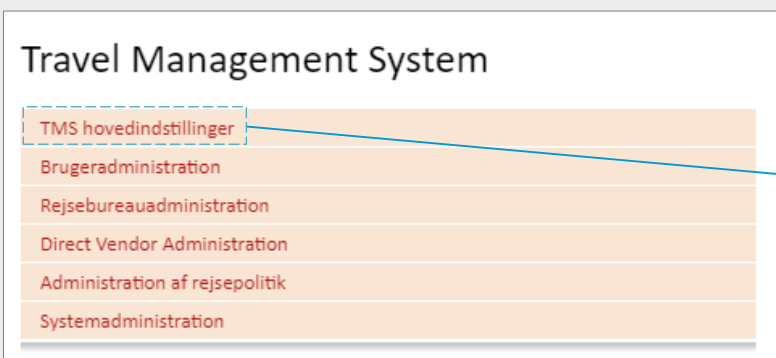 Travel Management System
TMS hovedindstillinger
Brugeradministration
Rejsebureauadministration
Direct Vendor Administration
Administration af rejsepolitik
Systemadministration